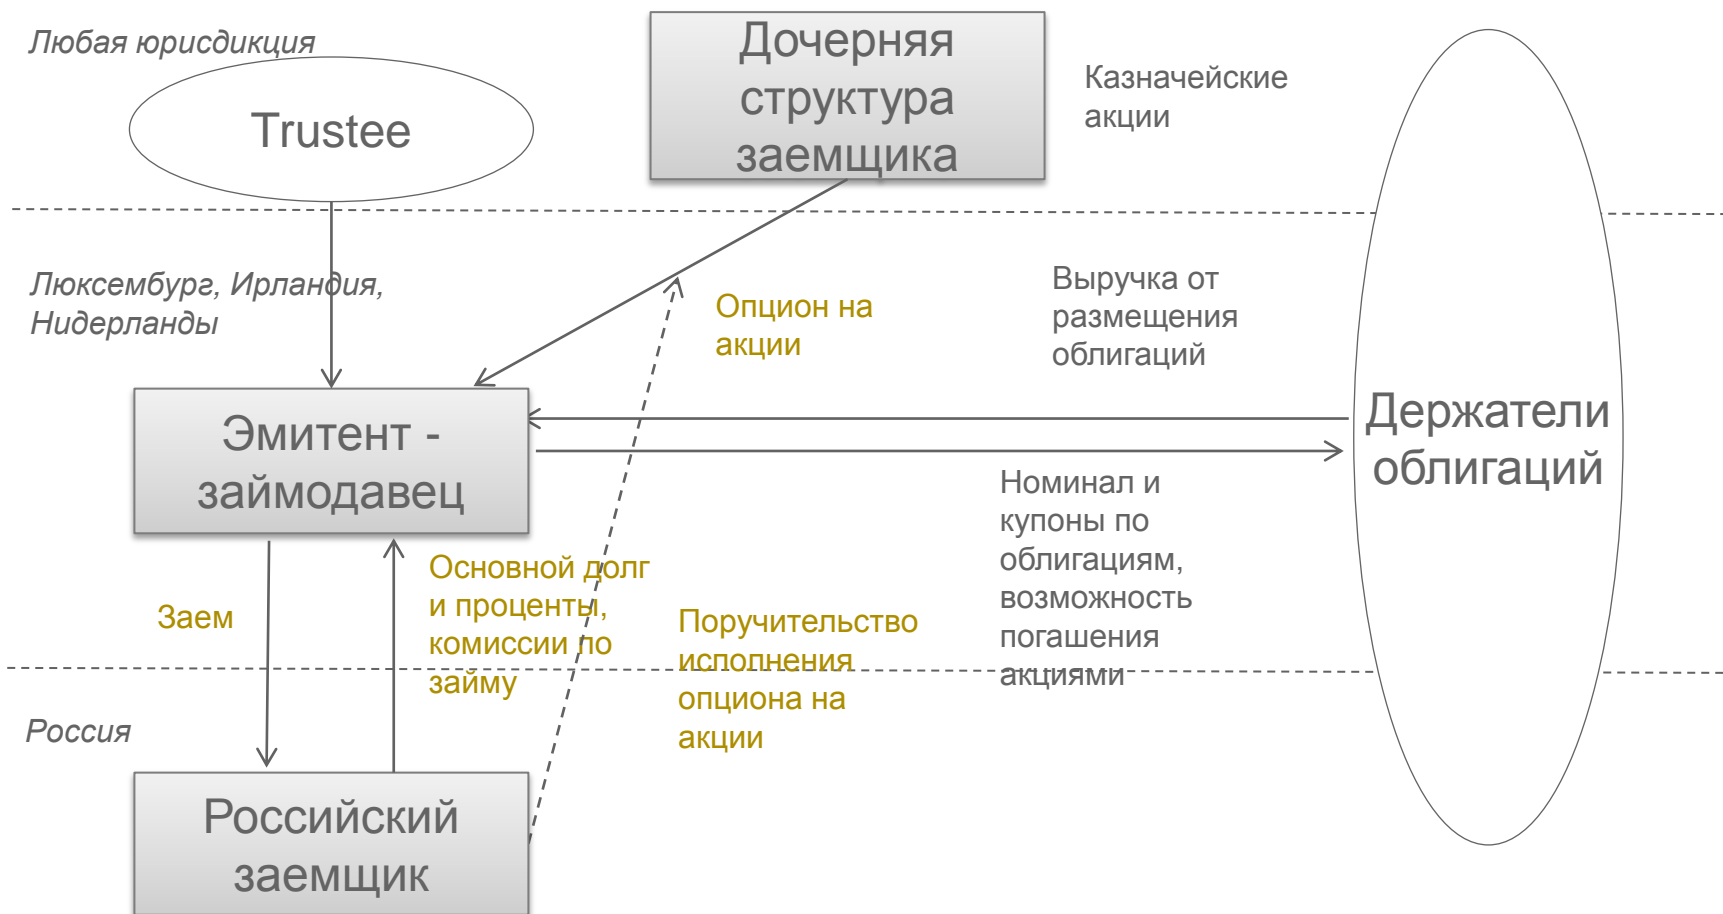 Любая юрисдикция
Trustee
Дочерняя
структура
заемщика
Казначейские
акции
Люксембург, Ирландия,
Нидерланды
Опцион на
акции
Выручка от
размещения
облигаций
Эмитент -
займодавец
Держатели
облигаций
Номинал и
купоны по
облигациям,
возможность
погашения
акциями
Заем
Основной долг
и проценты,
комиссии по
займу
Поручительство
исполнения
опциона на
акции
Россия
Российский
заемщик